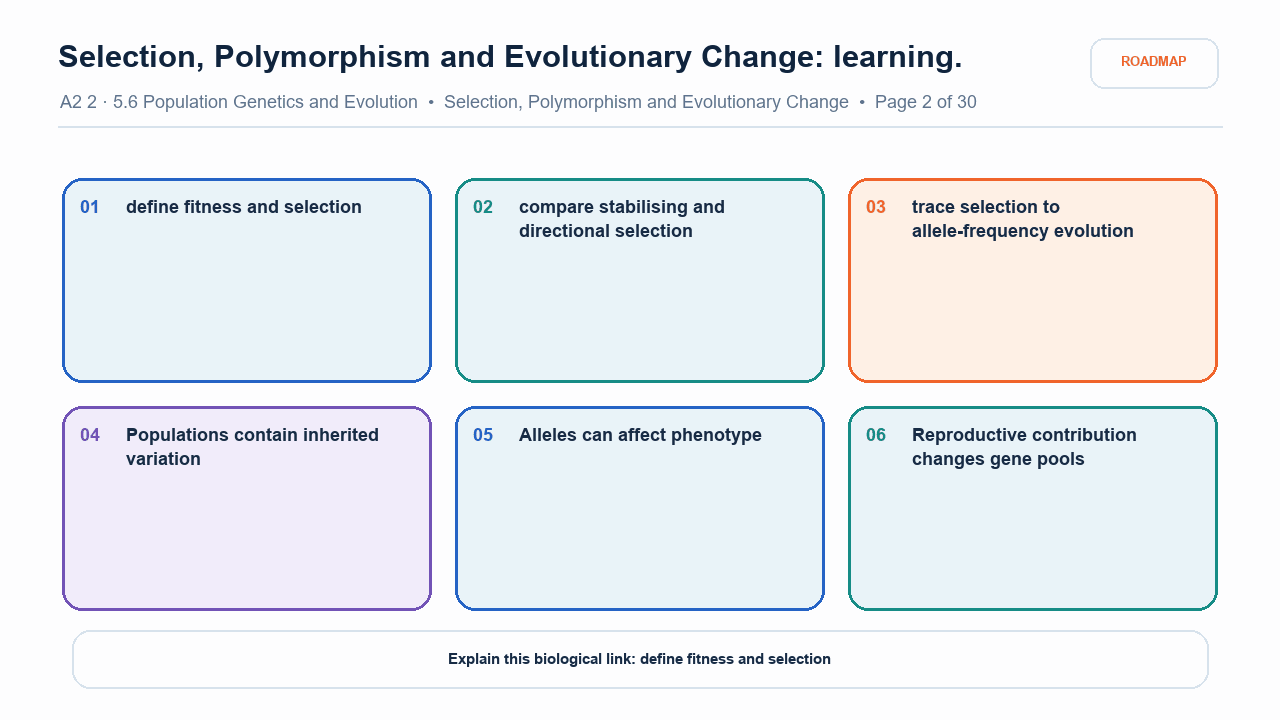 Selection, Polymorphism and Evolutionary Change: learning.
ROADMAP
A2 2 · 5.6 Population Genetics and Evolution • Selection, Polymorphism and Evolutionary Change • Page 2 of 30
01 define fitness and selection
02 compare stabilising and
directional selection
03 trace selection to
allele-frequency evolution
04 Populations contain inherited
variation
05 Alleles can affect phenotype
06 Reproductive contribution
changes gene pools
Explain this biological link: define fitness and selection